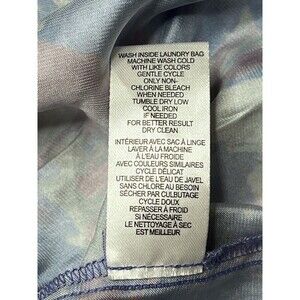 WASH INSIDE LAUNDRY BAG
MACHINE WASH COLD
WITH LIKE COLORS
GENTLE CYCLE
ONLY NON-
CHLORINE BLEACH
WHEN NEEDED
TUMBLE DRY LOW
COOL IRON
IF NEEDED
FOR BETTER RESULT
DRY CLEAN
INTÉRIEUR AVEC SAC À LINGE
LAVER À LA MACHINE
À L'EAU FROIDE
AVEC COULEURS SIMILAIRES
CYCLE DÉLICAT
UTILISER DE L'EAU DE JAVEL
SANS CHLORE AU BESOIN
SÉCHER PAR CULBUTAGE
CYCLE DOUX
REPASSER À FROID
SI NÉCESSAIRE
LE NETTOYAGE À SEC
EST MEILLEUR